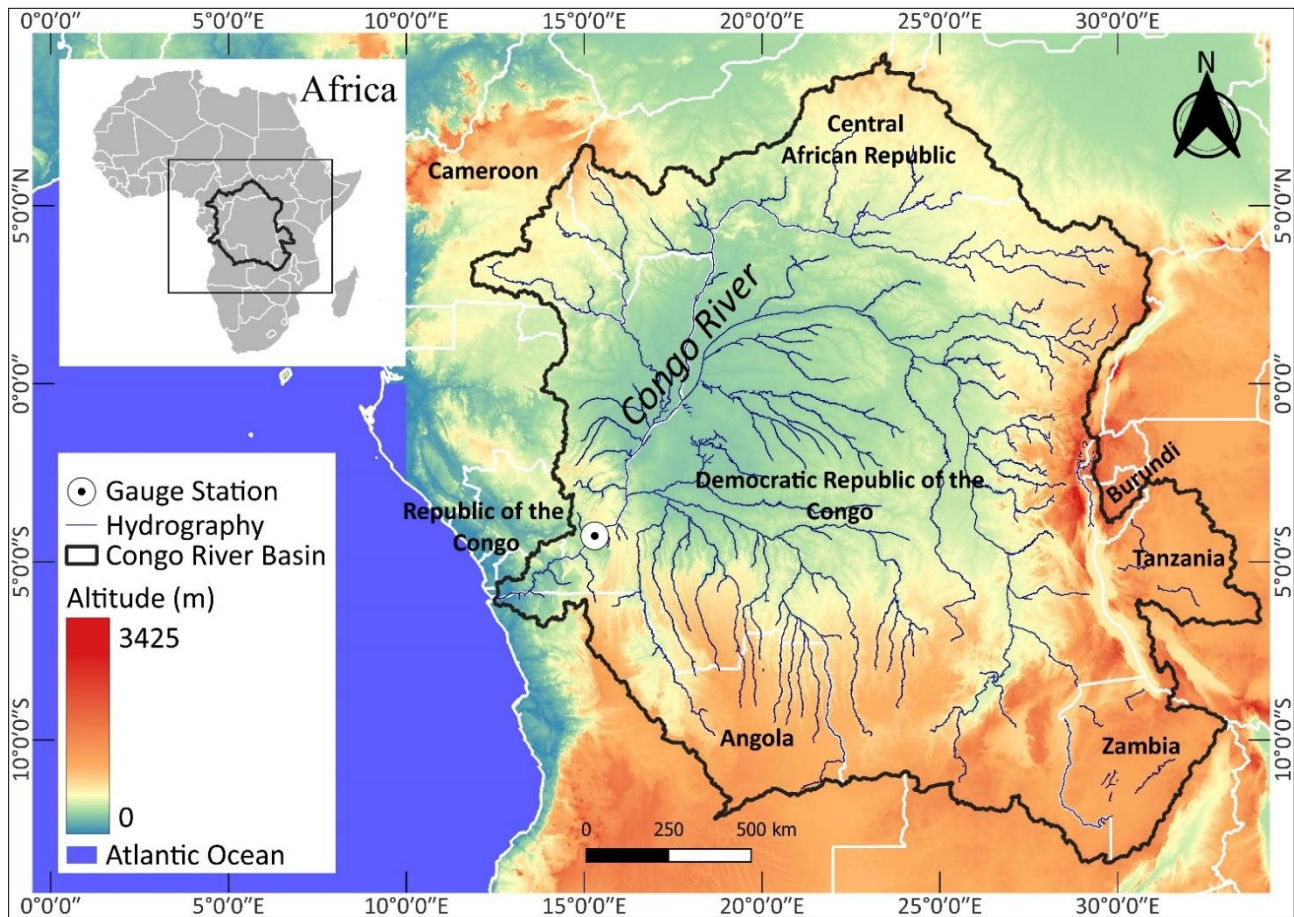 0°0'0"
5°0'0"E
10°0'0"E
15°0'0"E
20°0'0"E
25°0'0"E
30°0'0"E
Africa
N
Central
African Republic
Cameroon
5°0'0"N
5°0'0"N
Congo River
0°0'0"
0°0'0"
Gauge Station
Hydrography
Congo River Basin
Altitude (m)
3425
0
Atlantic Ocean
Democratic Republic of the
Congo
Republic of the
Congo
Burundi
Tanzania
5°0'0"S
5°0'0"S
Angola
Zambia
10°0'0"S
10°0'0"S
0 250 500 km
0°0'0"E
5°0'0"E
10°0'0"E
15°0'0"E
20°0'0"E
25°0'0"E
30°0'0"E